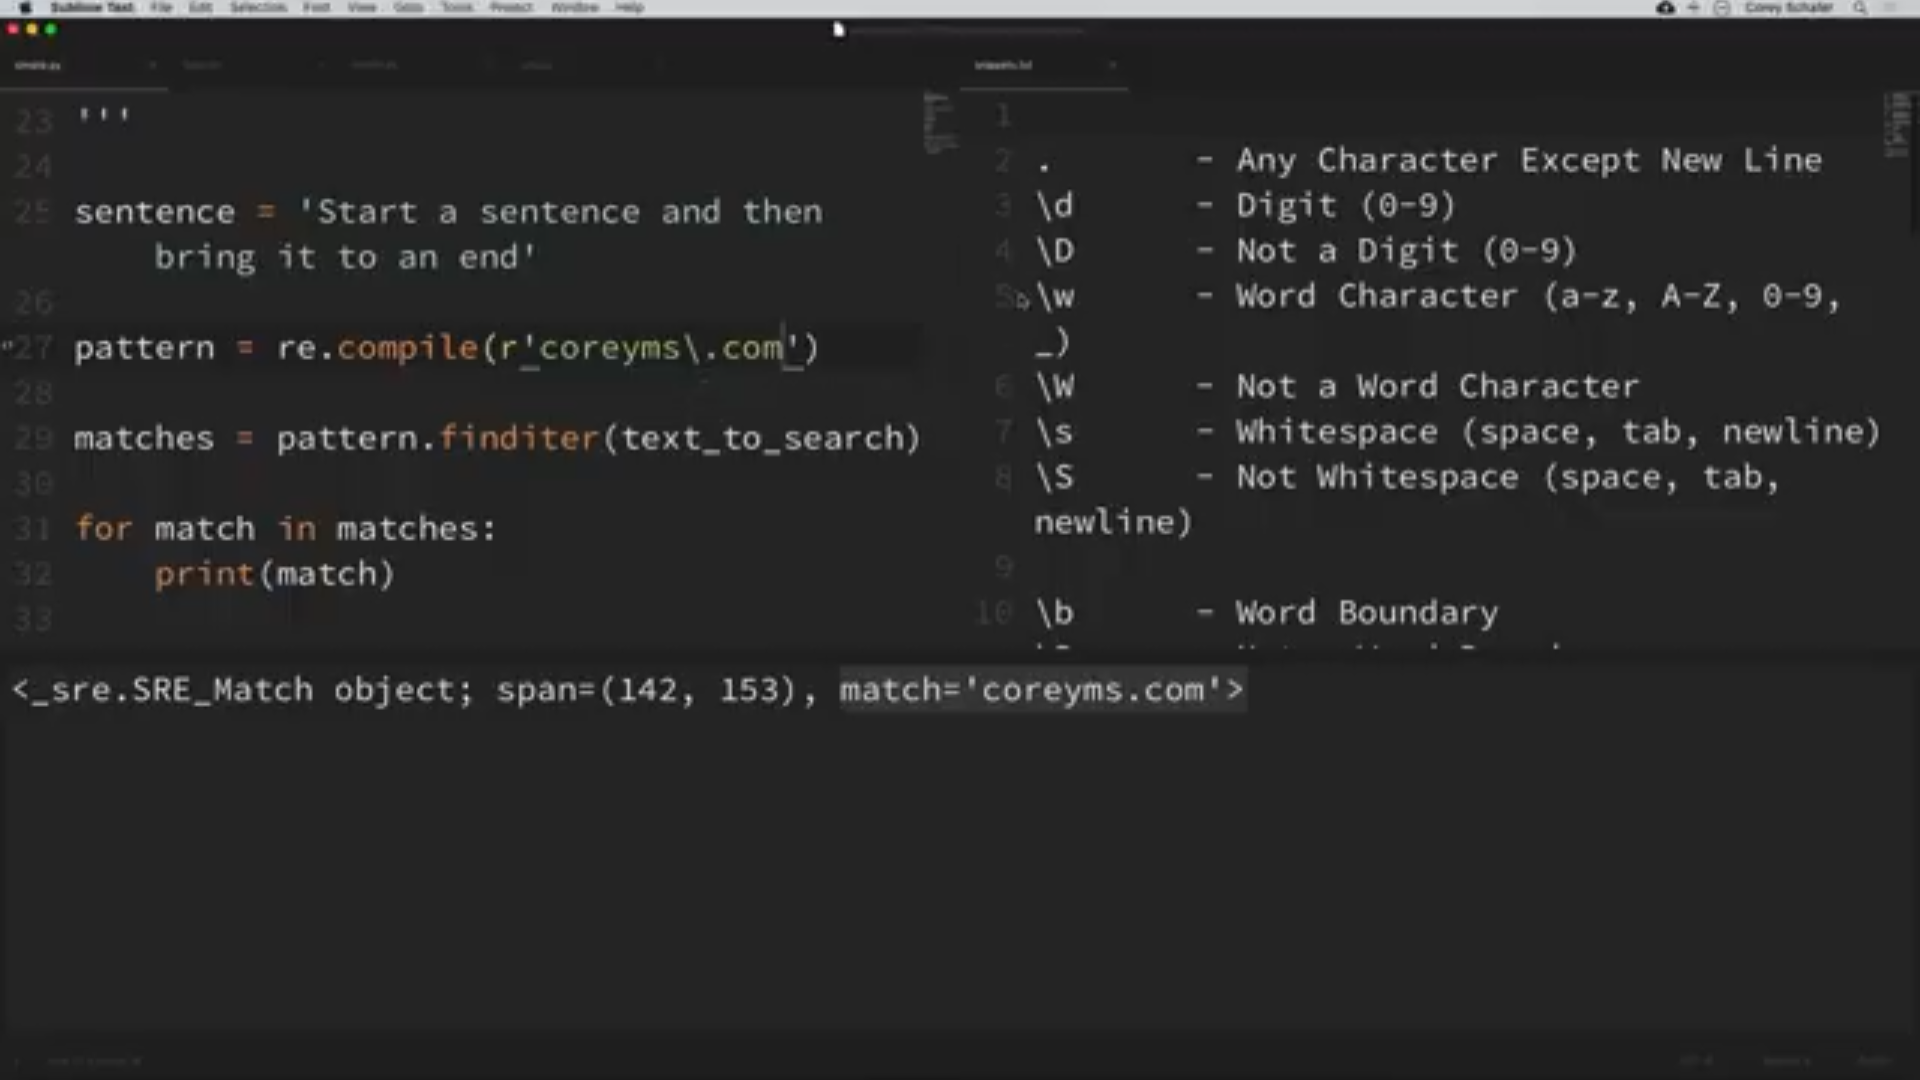 Sublime Text File Edit Selection Find View Goto Tools Project Window Help Corey Schafer
simple.py snippets.txt
23 '''
24
25 sentence = 'Start a sentence and then
bring it to an end'
26
27 pattern = re.compile(r'coreyms\.com')
28
29 matches = pattern.finditer(text_to_search)
30
31 for match in matches:
32 print(match)
33
1
2 . - Any Character Except New Line
3 \d - Digit (0-9)
4 \D - Not a Digit (0-9)
5 \w - Word Character (a-z, A-Z, 0-9,
_)
6 \W - Not a Word Character
7 \s - Whitespace (space, tab, newline)
8 \S - Not Whitespace (space, tab,
newline)
9
10 \b - Word Boundary
<_sre.SRE_Match object; span=(142, 153), match='coreyms.com'>